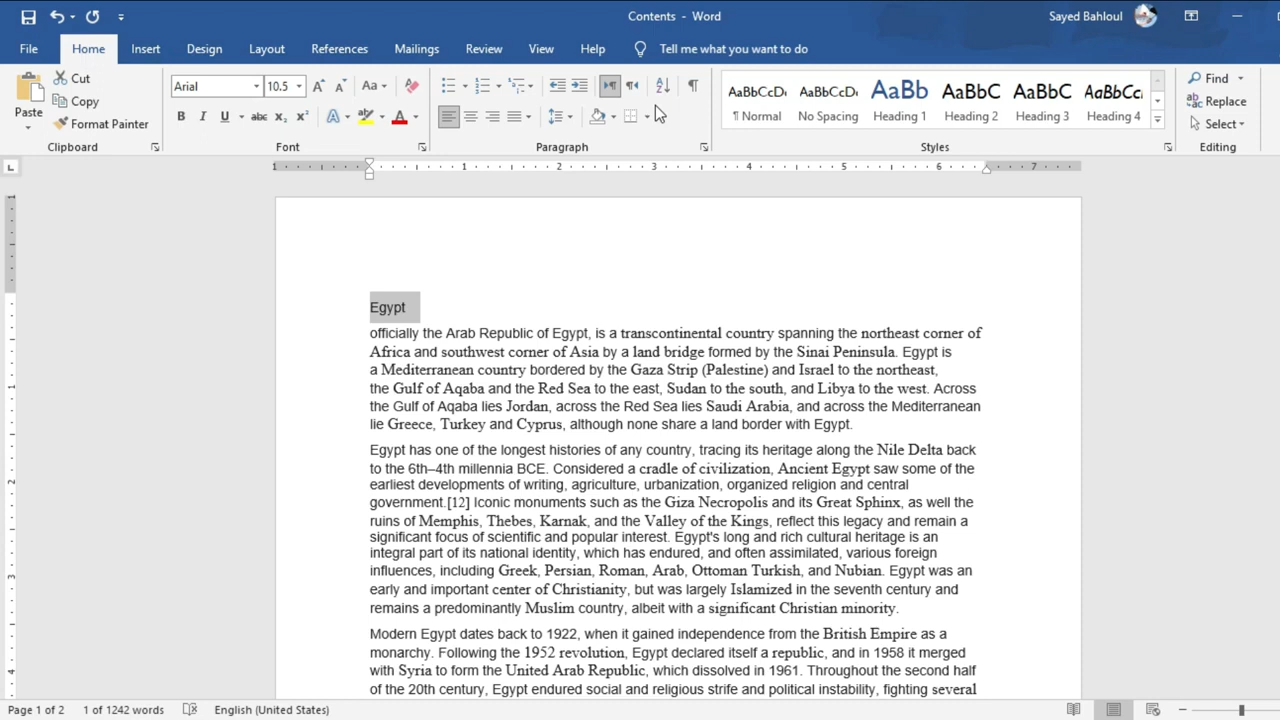 Contents - Word
Sayed Bahloul
File Home Insert Design Layout References Mailings Review View Help Tell me what you want to do
Paste
Cut
Copy
Format Painter
Clipboard
Arial 10.5 Aa
B I U abc x₂ x² A A
Font
Paragraph
AaBbCcDc AaBbCcDc AaBb AaBbC AaBbC AaBbCc
¶ Normal No Spacing Heading 1 Heading 2 Heading 3 Heading 4
Styles
Find
Replace
Select
Editing
1 1 2 3 4 5 6 7
Egypt
officially the Arab Republic of Egypt, is a transcontinental country spanning the northeast corner of
Africa and southwest corner of Asia by a land bridge formed by the Sinai Peninsula. Egypt is
a Mediterranean country bordered by the Gaza Strip (Palestine) and Israel to the northeast,
the Gulf of Aqaba and the Red Sea to the east, Sudan to the south, and Libya to the west. Across
the Gulf of Aqaba lies Jordan, across the Red Sea lies Saudi Arabia, and across the Mediterranean
lie Greece, Turkey and Cyprus, although none share a land border with Egypt.
Egypt has one of the longest histories of any country, tracing its heritage along the Nile Delta back
to the 6th–4th millennia BCE. Considered a cradle of civilization, Ancient Egypt saw some of the
earliest developments of writing, agriculture, urbanization, organized religion and central
government.[12] Iconic monuments such as the Giza Necropolis and its Great Sphinx, as well the
ruins of Memphis, Thebes, Karnak, and the Valley of the Kings, reflect this legacy and remain a
significant focus of scientific and popular interest. Egypt's long and rich cultural heritage is an
integral part of its national identity, which has endured, and often assimilated, various foreign
influences, including Greek, Persian, Roman, Arab, Ottoman Turkish, and Nubian. Egypt was an
early and important center of Christianity, but was largely Islamized in the seventh century and
remains a predominantly Muslim country, albeit with a significant Christian minority.
Modern Egypt dates back to 1922, when it gained independence from the British Empire as a
monarchy. Following the 1952 revolution, Egypt declared itself a republic, and in 1958 it merged
with Syria to form the United Arab Republic, which dissolved in 1961. Throughout the second half
of the 20th century, Egypt endured social and religious strife and political instability, fighting several
Page 1 of 2 1 of 1242 words English (United States)